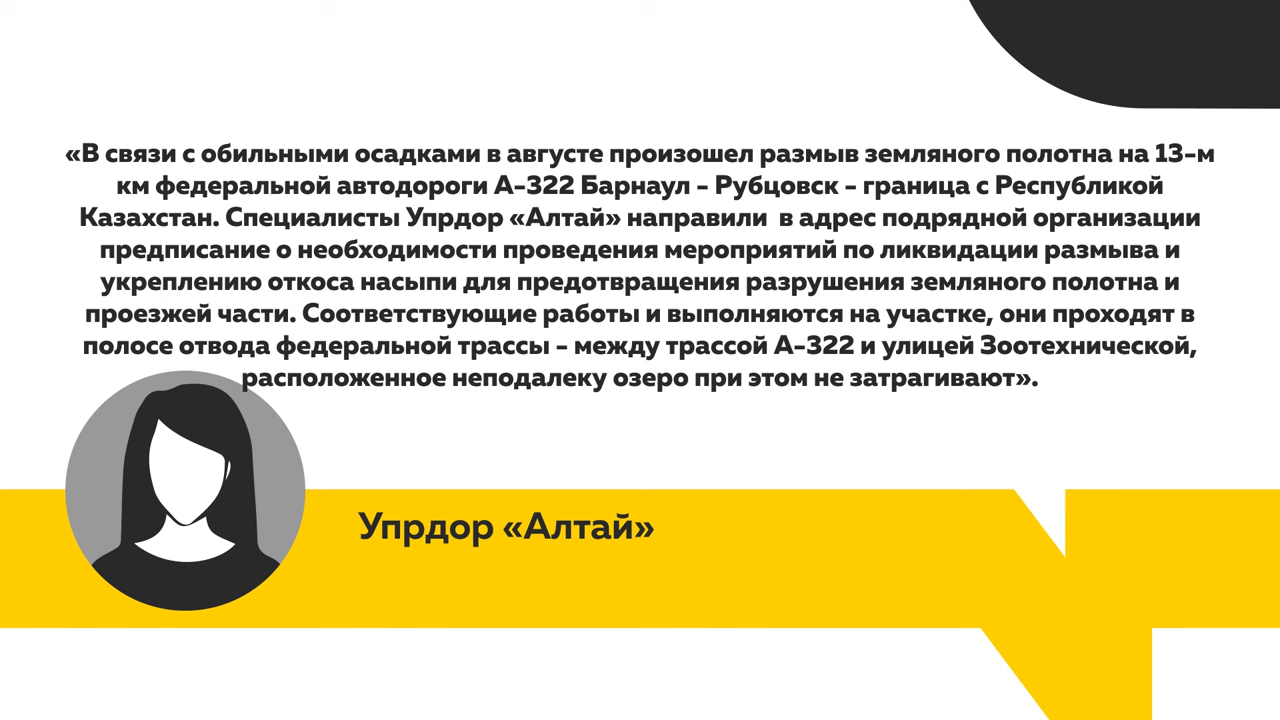 «В связи с обильными осадками в августе произошел размыв земляного полотна на 13-м
км федеральной автодороги А-322 Барнаул - Рубцовск - граница с Республикой
Казахстан. Специалисты Упрдор «Алтай» направили  в адрес подрядной организации
предписание о необходимости проведения мероприятий по ликвидации размыва и
укреплению откоса насыпи для предотвращения разрушения земляного полотна и
проезжей части. Соответствующие работы и выполняются на участке, они проходят в
полосе отвода федеральной трассы - между трассой А-322 и улицей Зоотехнической,
расположенное неподалеку озеро при этом не затрагивают».
Упрдор «Алтай»